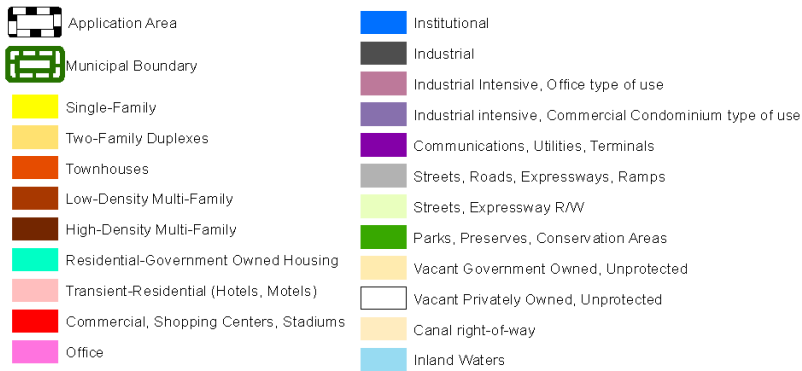 Application Area
Municipal Boundary
Single-Family
Two-Family Duplexes
Townhouses
Low-Density Multi-Family
High-Density Multi-Family
Residential-Government Owned Housing
Transient-Residential (Hotels, Motels)
Commercial, Shopping Centers, Stadiums
Office
Institutional
Industrial
Industrial Intensive, Office type of use
Industrial intensive, Commercial Condominium type of use
Communications, Utilities, Terminals
Streets, Roads, Expressways, Ramps
Streets, Expressway R/W
Parks, Preserves, Conservation Areas
Vacant Government Owned, Unprotected
Vacant Privately Owned, Unprotected
Canal right-of-way
Inland Waters